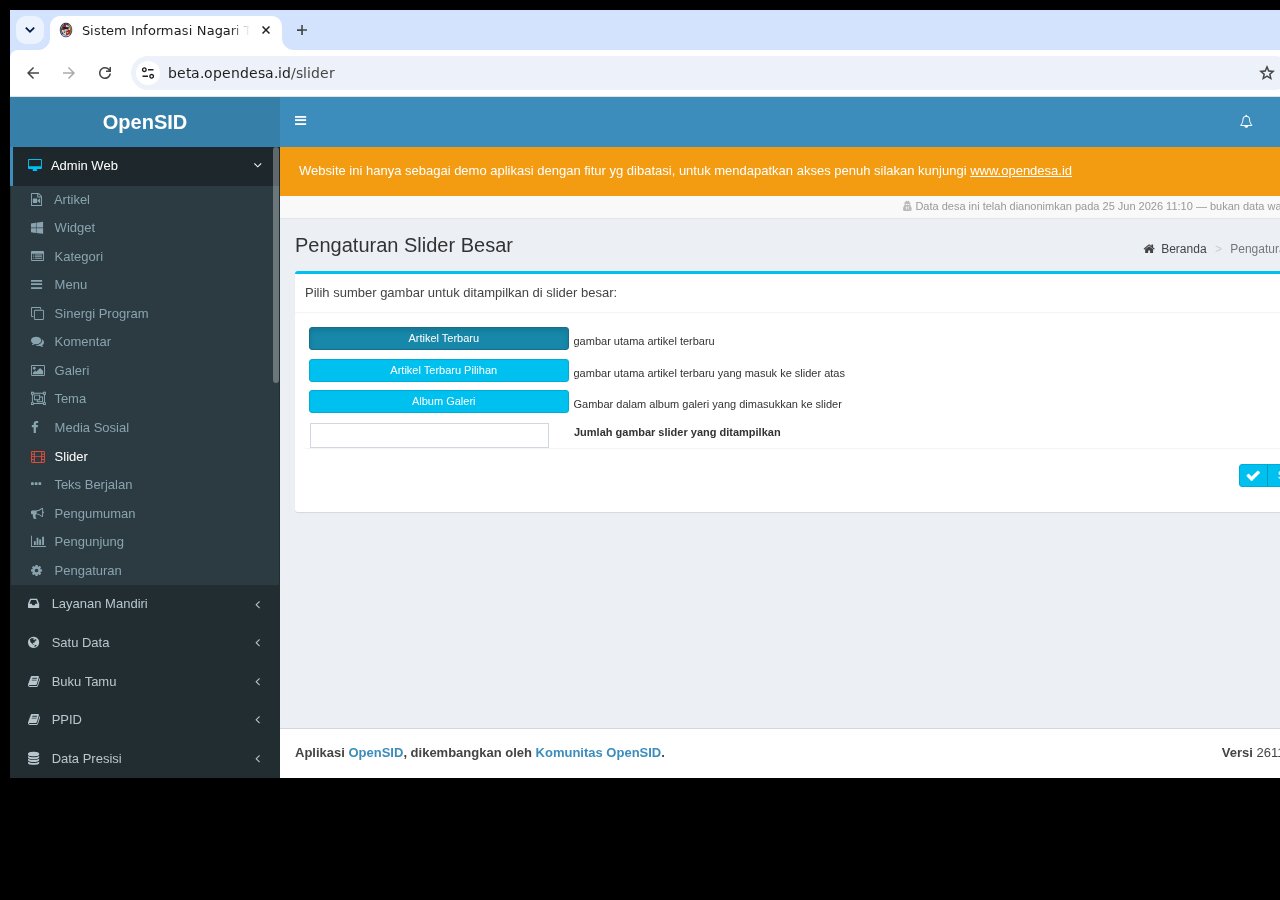 Sistem Informasi Nagari
beta.opendesa.id/slider
OpenSID
Website ini hanya sebagai demo aplikasi dengan fitur yg dibatasi, untuk mendapatkan akses penuh silakan kunjungi www.opendesa.id
Data desa ini telah dianonimkan pada 25 Jun 2026 11:10 — bukan data
Admin Web
Artikel
Widget
Kategori
Menu
Sinergi Program
Komentar
Galeri
Tema
Media Sosial
Slider
Teks Berjalan
Pengumuman
Pengunjung
Pengaturan
Layanan Mandiri
Satu Data
Buku Tamu
PPID
Data Presisi
Pengaturan Slider Besar
Beranda > 
Pilih sumber gambar untuk ditampilkan di slider besar:
Artikel Terbaru gambar utama artikel terbaru
Artikel Terbaru Pilihan gambar utama artikel terbaru yang masuk ke slider atas
Album Galeri Gambar dalam album galeri yang dimasukkan ke slider
Jumlah gambar slider yang ditampilkan
Aplikasi OpenSID, dikembangkan oleh Komunitas OpenSID.
Versi